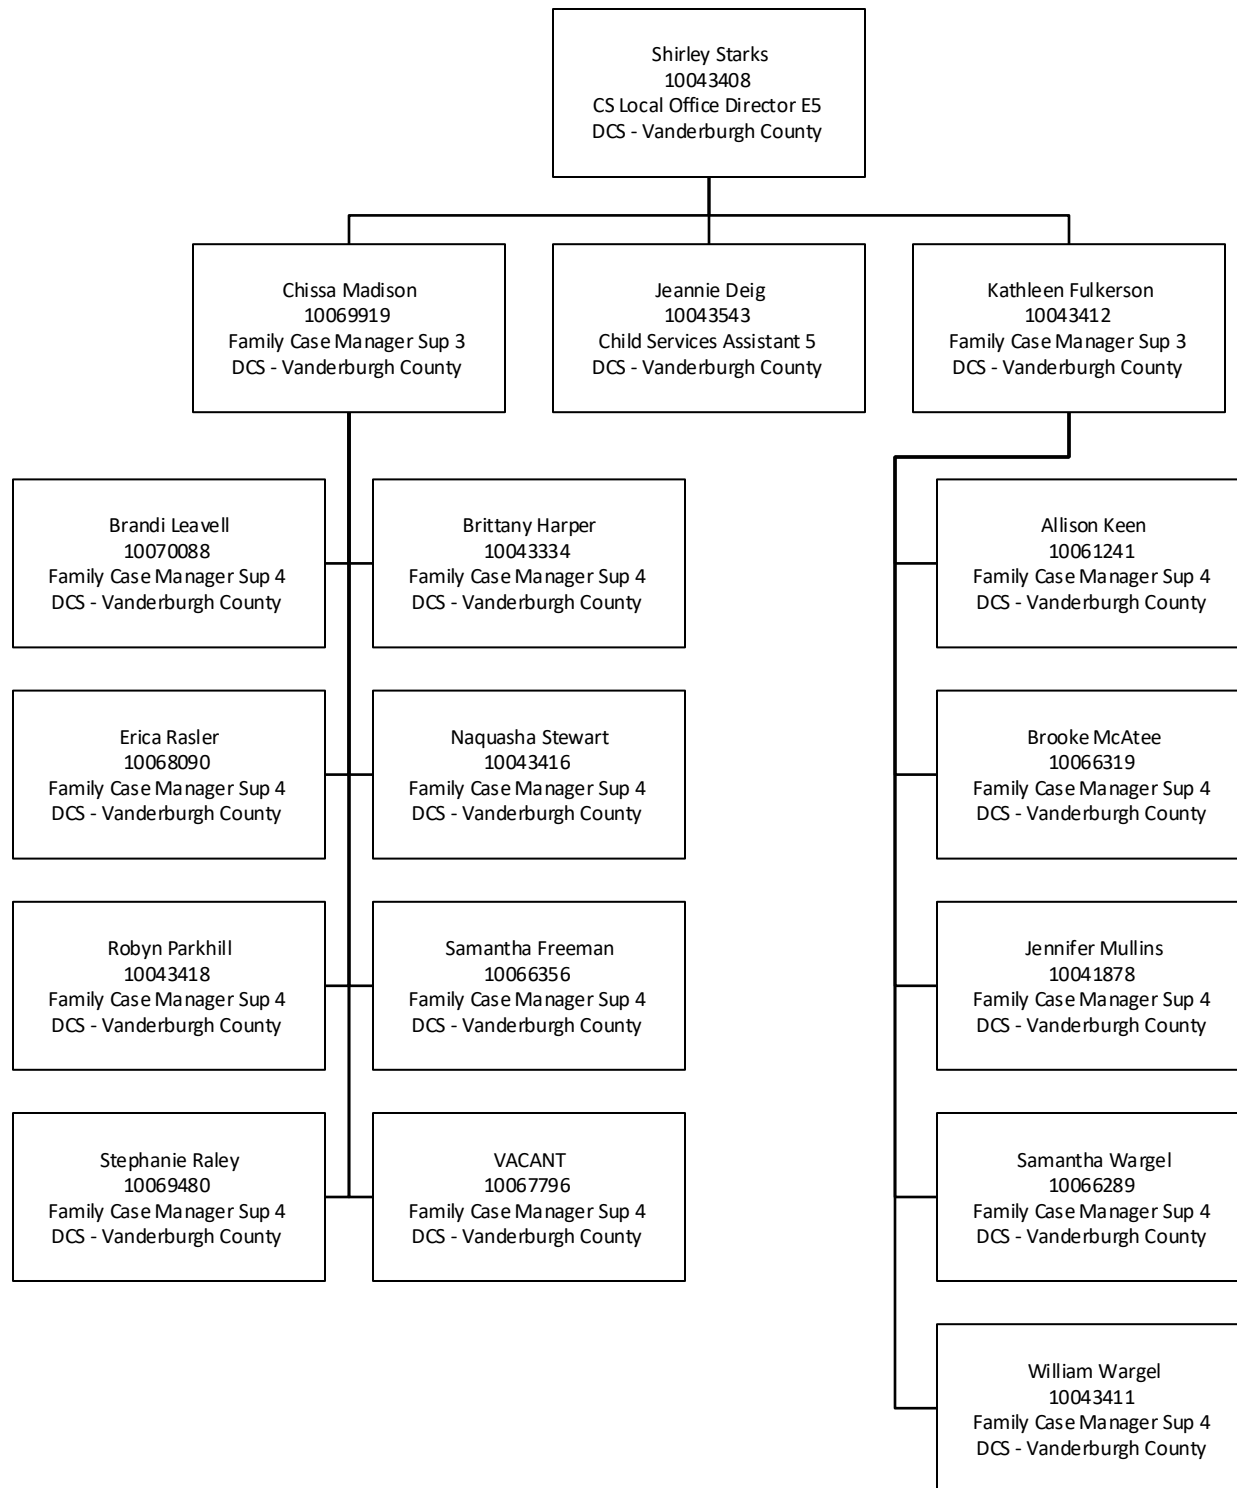 Shirley Starks
10043408
CS Local Office Director E5
DCS - Vanderburgh County
Chissa Madison
10069919
Family Case Manager Sup 3
DCS - Vanderburgh County
Jeannie Deig
10043543
Child Services Assistant 5
DCS - Vanderburgh County
Kathleen Fulkerson
10043412
Family Case Manager Sup 3
DCS - Vanderburgh County
Brandi Leavell
10070088
Family Case Manager Sup 4
DCS - Vanderburgh County
Brittany Harper
10043334
Family Case Manager Sup 4
DCS - Vanderburgh County
Allison Keen
10061241
Family Case Manager Sup 4
DCS - Vanderburgh County
Erica Rasler
10068090
Family Case Manager Sup 4
DCS - Vanderburgh County
Naquasha Stewart
10043416
Family Case Manager Sup 4
DCS - Vanderburgh County
Brooke McAtee
10066319
Family Case Manager Sup 4
DCS - Vanderburgh County
Robyn Parkhill
10043418
Family Case Manager Sup 4
DCS - Vanderburgh County
Samantha Freeman
10066356
Family Case Manager Sup 4
DCS - Vanderburgh County
Jennifer Mullins
10041878
Family Case Manager Sup 4
DCS - Vanderburgh County
Stephanie Raley
10069480
Family Case Manager Sup 4
DCS - Vanderburgh County
VACANT
10067796
Family Case Manager Sup 4
DCS - Vanderburgh County
Samantha Wargel
10066289
Family Case Manager Sup 4
DCS - Vanderburgh County
William Wargel
10043411
Family Case Manager Sup 4
DCS - Vanderburgh County